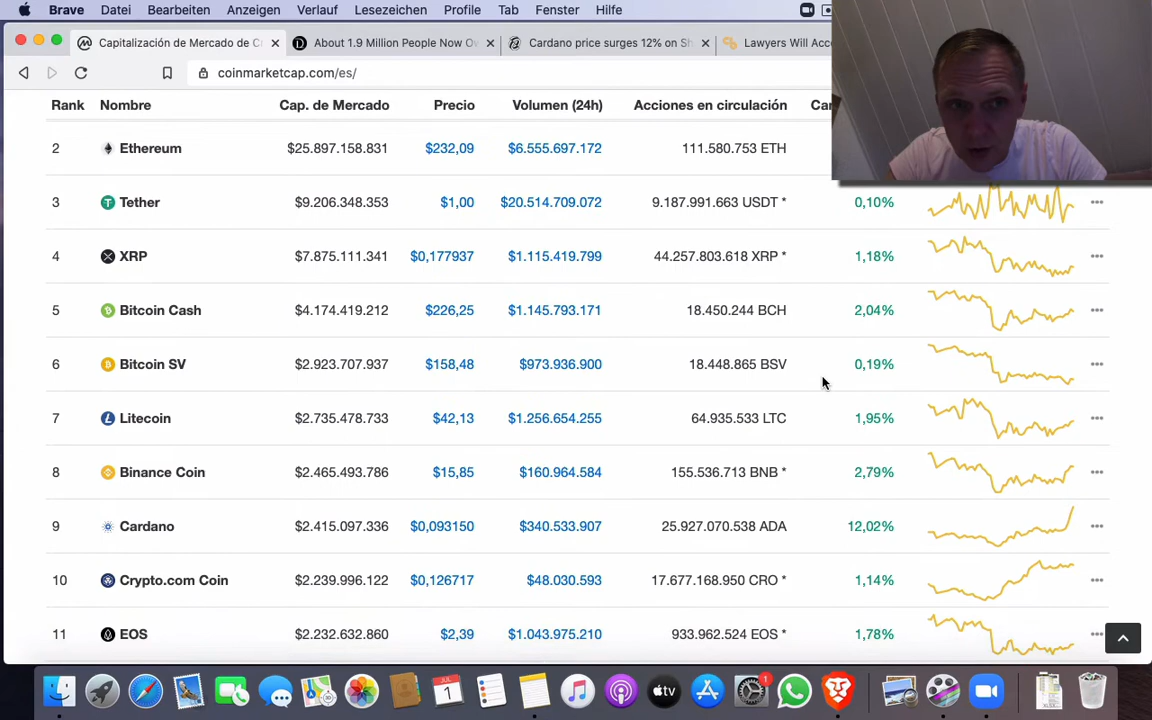 Brave Datei Bearbeiten Anzeigen Verlauf Lesezeichen Profile Tab Fenster Hilfe
Capitalización de Mercado de C
About 1.9 Million People Now O
Cardano price surges 12% on Sh
Lawyers Will Acc
coinmarketcap.com/es/
Rank Nombre Cap. de Mercado Precio Volumen (24h) Acciones en circulación
2 Ethereum $25.897.158.831 $232,09 $6.555.697.172 111.580.753 ETH
3 Tether $9.206.348.353 $1,00 $20.514.709.072 9.187.991.663 USDT * 0,10%
4 XRP $7.875.111.341 $0,177937 $1.115.419.799 44.257.803.618 XRP * 1,18%
5 Bitcoin Cash $4.174.419.212 $226,25 $1.145.793.171 18.450.244 BCH 2,04%
6 Bitcoin SV $2.923.707.937 $158,48 $973.936.900 18.448.865 BSV 0,19%
7 Litecoin $2.735.478.733 $42,13 $1.256.654.255 64.935.533 LTC 1,95%
8 Binance Coin $2.465.493.786 $15,85 $160.964.584 155.536.713 BNB * 2,79%
9 Cardano $2.415.097.336 $0,093150 $340.533.907 25.927.070.538 ADA 12,02%
10 Crypto.com Coin $2.239.996.122 $0,126717 $48.030.593 17.677.168.950 CRO * 1,14%
11 EOS $2.232.632.860 $2,39 $1.043.975.210 933.962.524 EOS * 1,78%
JUL
1
tv
1